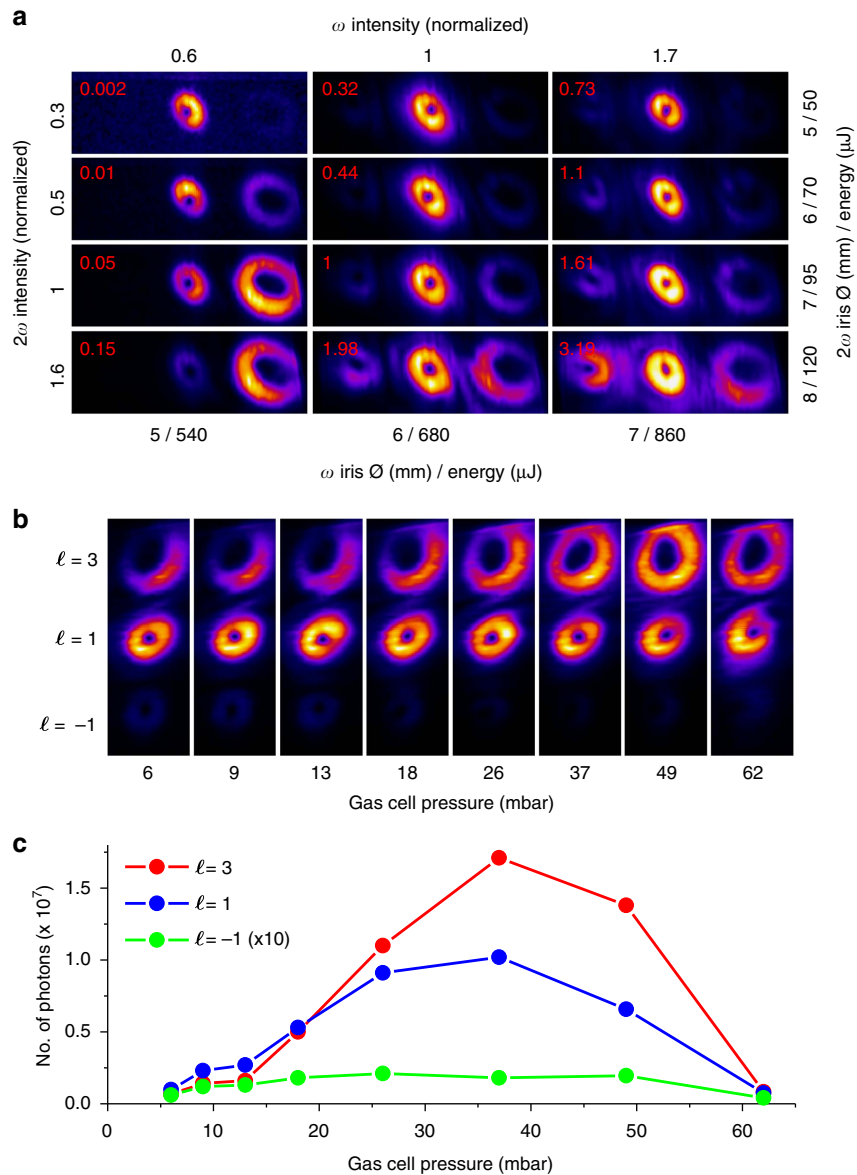 a
ω intensity (normalized)
0.6 1 1.7
2ω intensity (normalized)
0.3 0.002 0.32 0.73 5 / 50
0.5 0.01 0.44 1.1 6 / 70
1 0.05 1 1.61 7 / 95
1.6 0.15 1.98 3.19 8 / 120
2ω iris Ø (mm) / energy (μJ)
5 / 540 6 / 680 7 / 860
ω iris Ø (mm) / energy (μJ)
b
ℓ = 3
ℓ = 1
ℓ = −1
6 9 13 18 26 37 49 62
Gas cell pressure (mbar)
c
No. of photons (x 10⁷)
ℓ= 3
ℓ= 1
ℓ= −1 (x10)
1.5
1.0
0.5
0.0
0 10 20 30 40 50 60
Gas cell pressure (mbar)